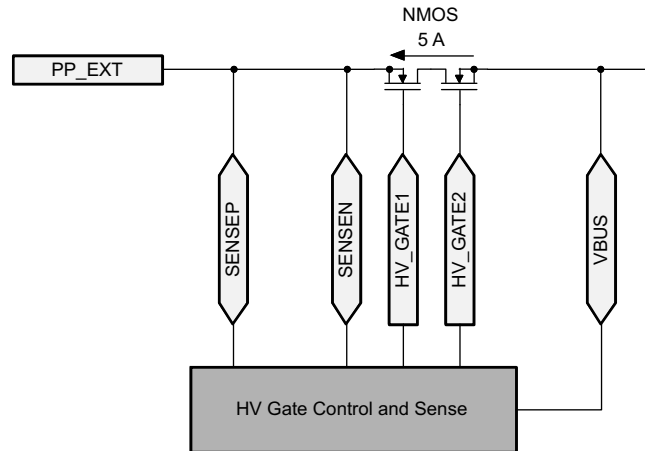 NMOS
5 A
PP_EXT
SENSEP
SENSEN
HV_GATE1
HV_GATE2
VBUS
HV Gate Control and Sense